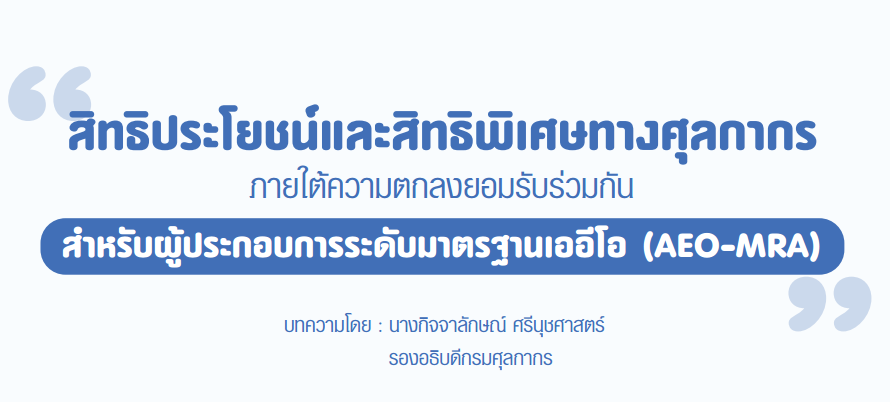 “
สิทธิประโยชน์และสิทธิพิเศษทางศุลกากร
ภายใต้ความตกลงยอมรับร่วมกัน
สำหรับผู้ประกอบการระดับมาตรฐานเออีโอ (AEO-MRA)
”
บทความโดย : นางกิจจาลักษณ์ ศรีนุชศาสตร์
รองอธิบดีกรมศุลกากร